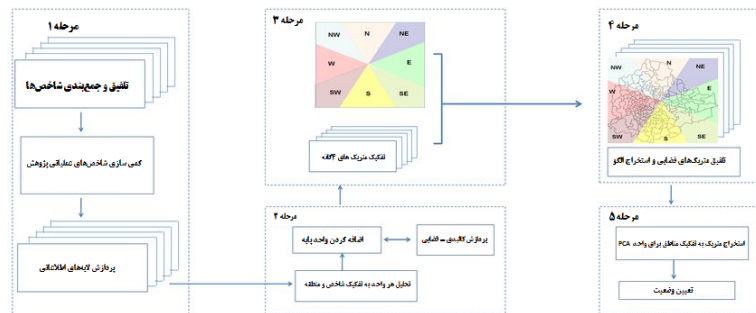 مرحله ۱
تلفیق و جمع‌بندی شاخص‌ها
کمی سازی شاخص‌های عملیاتی پژوهش
پردازش لایه‌های اطلاعاتی
مرحله ۲
اضافه کردن واحد پایه
پردازش کالبدی – فضایی
تحلیل هر واحد به تفکیک شاخص و منطقه
مرحله ۳
NW N NE
W E
SW S SE
تفکیک متریک های ۴گانه
مرحله ۴
NW N NE
W E
SW S SE
تلفیق متریک‌های فضایی و استخراج الگو
مرحله ۵
استخراج متریک به تفکیک مناطق برای واحد PCA
تعیین وضعیت